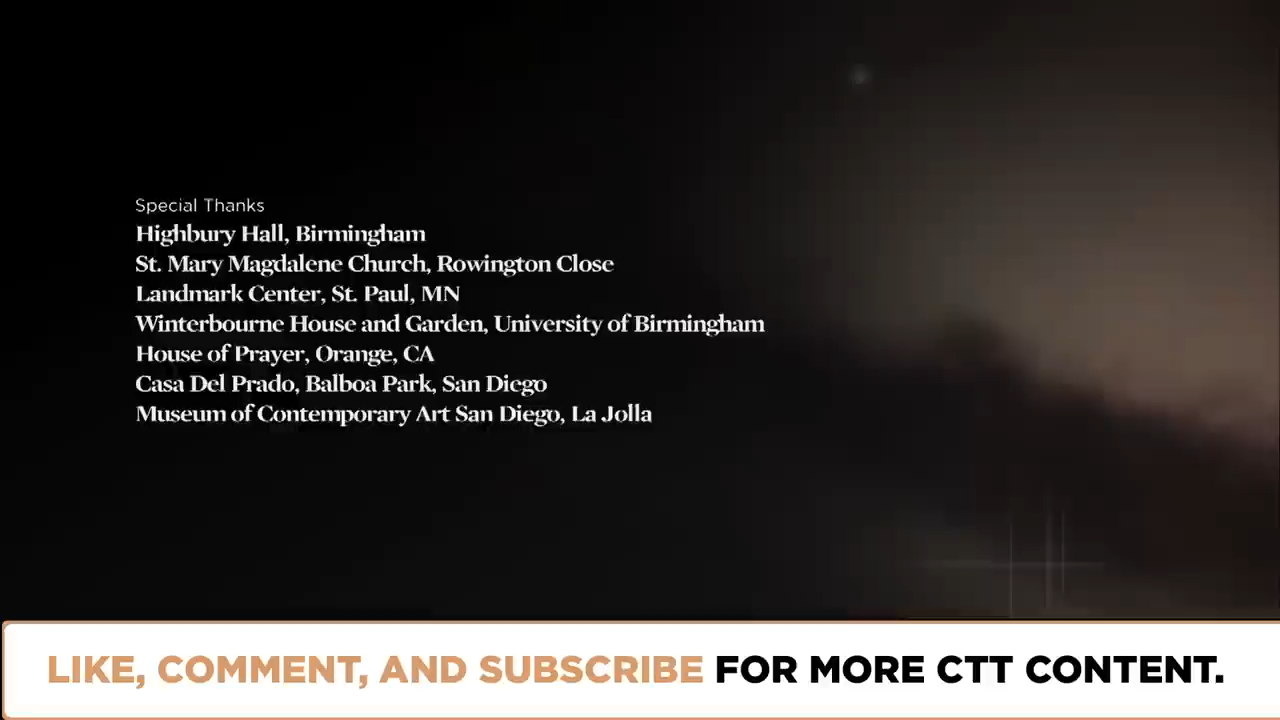 Special Thanks
Highbury Hall, Birmingham
St. Mary Magdalene Church, Rowington Close
Landmark Center, St. Paul, MN
Winterbourne House and Garden, University of Birmingham
House of Prayer, Orange, CA
Casa Del Prado, Balboa Park, San Diego
Museum of Contemporary Art San Diego, La Jolla
LIKE, COMMENT, AND SUBSCRIBE FOR MORE CTT CONTENT.